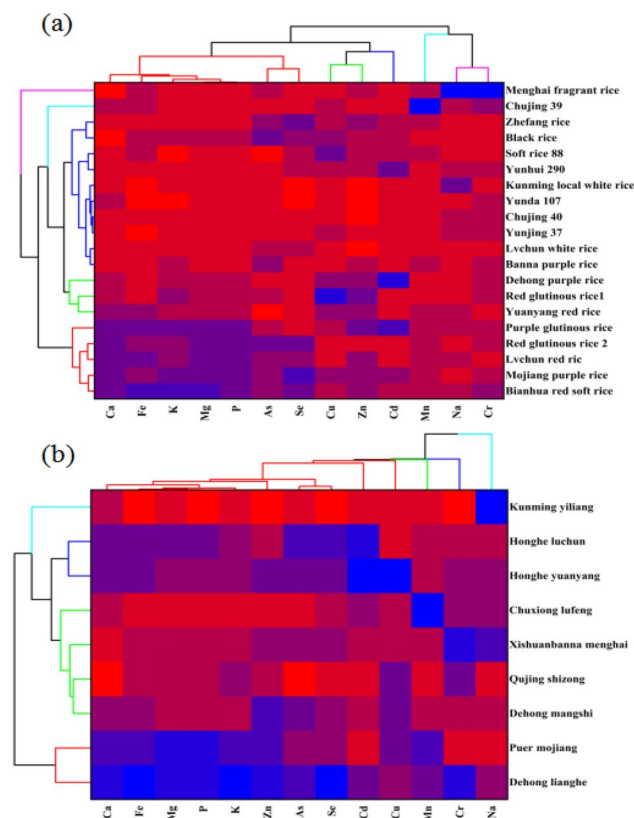 (a)
Menghai fragrant rice
Chujing 39
Zhefang rice
Black rice
Soft rice 88
Yunhui 290
Kunming local white rice
Yunda 107
Chujing 40
Yunjing 37
Lvchun white rice
Banna purple rice
Dehong purple rice
Red glutinous rice1
Yuanyang red rice
Purple glutinous rice
Red glutinous rice 2
Lvchun red ric
Mojiang purple rice
Bianhua red soft rice
Ca Fe K Mg P As Se Cu Zn Cd Mn Na Cr
(b)
Kunming yiliang
Honghe luchun
Honghe yuanyang
Chuxiong lufeng
Xishuanbanna menghai
Qujing shizong
Dehong mangshi
Puer mojiang
Dehong lianghe
Ca Fe Mg P K Zn As Se Cd Cu Mn Cr Na